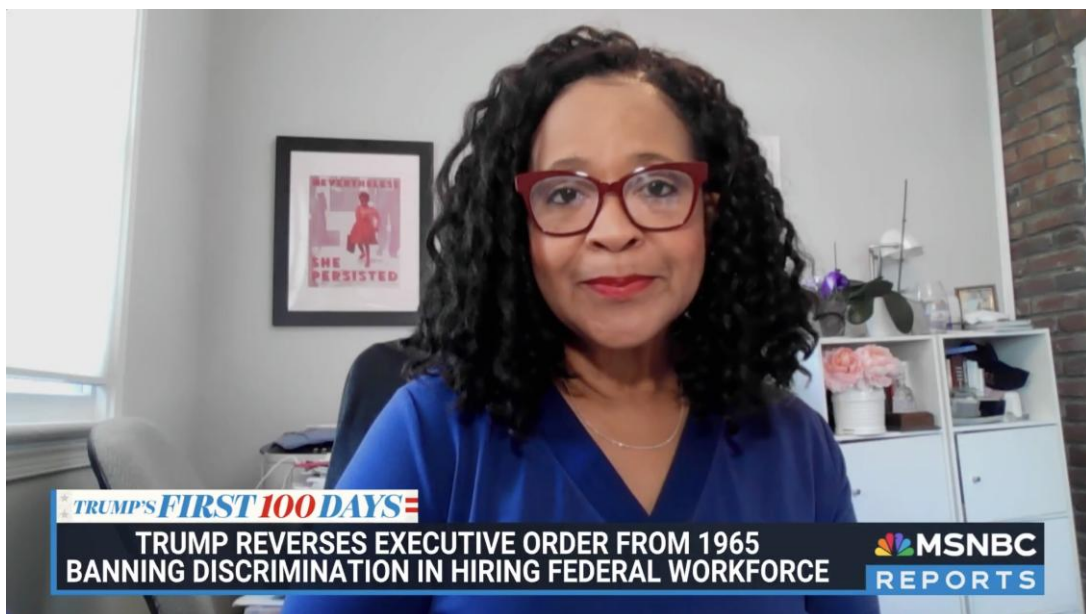 NEVERTHELESS
SHE
PERSISTED
TRUMP'S FIRST 100 DAYS
TRUMP REVERSES EXECUTIVE ORDER FROM 1965
BANNING DISCRIMINATION IN HIRING FEDERAL WORKFORCE
MSNBC
REPORTS